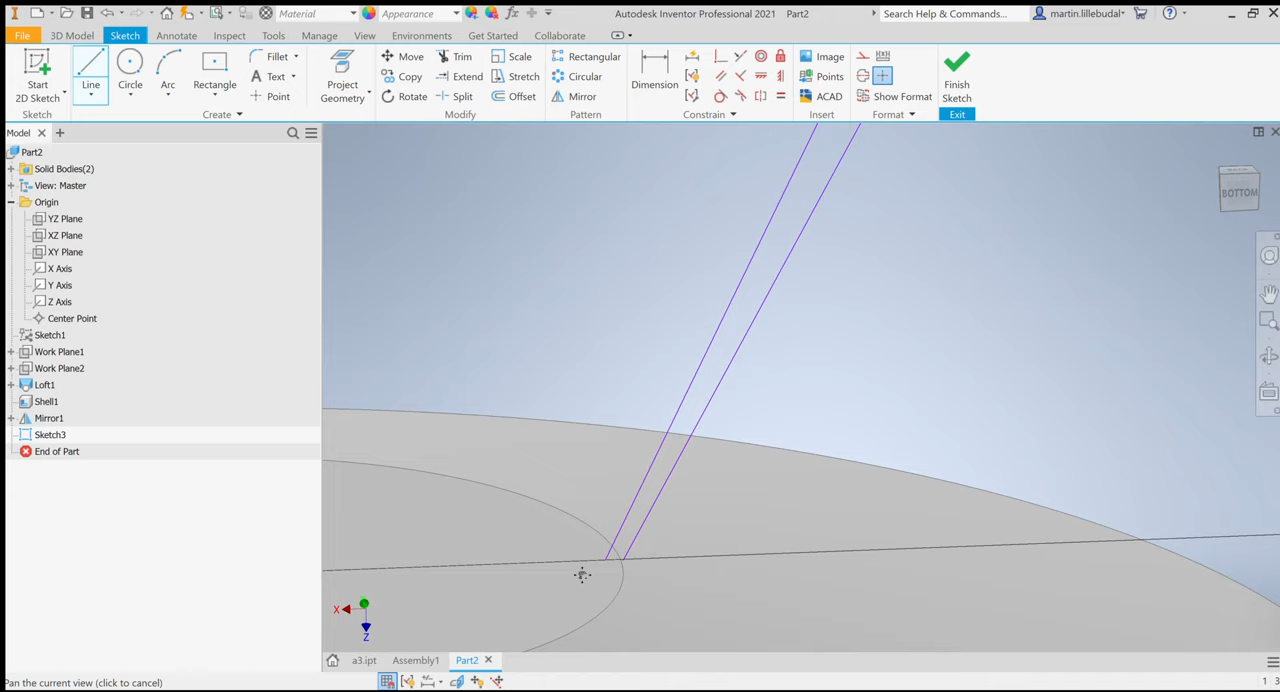 Material
Appearance
Autodesk Inventor Professional 2021 Part2
Search Help & Commands...
martin.lillebudal
File
3D Model
Sketch
Annotate
Inspect
Tools
Manage
View
Environments
Get Started
Collaborate
Start
2D Sketch
Sketch
Line
Circle
Arc
Rectangle
Fillet
Text
Point
Create
Project
Geometry
Move
Copy
Rotate
Trim
Extend
Split
Scale
Stretch
Offset
Modify
Rectangular
Circular
Mirror
Pattern
Dimension
Constrain
Image
Points
ACAD
Insert
Show Format
Format
Finish
Sketch
Exit
Model
Part2
Solid Bodies(2)
View: Master
Origin
YZ Plane
XZ Plane
XY Plane
X Axis
Y Axis
Z Axis
Center Point
Sketch1
Work Plane1
Work Plane2
Loft1
Shell1
Mirror1
Sketch3
End of Part
BOTTOM
X
Z
a3.ipt
Assembly1
Part2
Pan the current view (click to cancel)
1 3